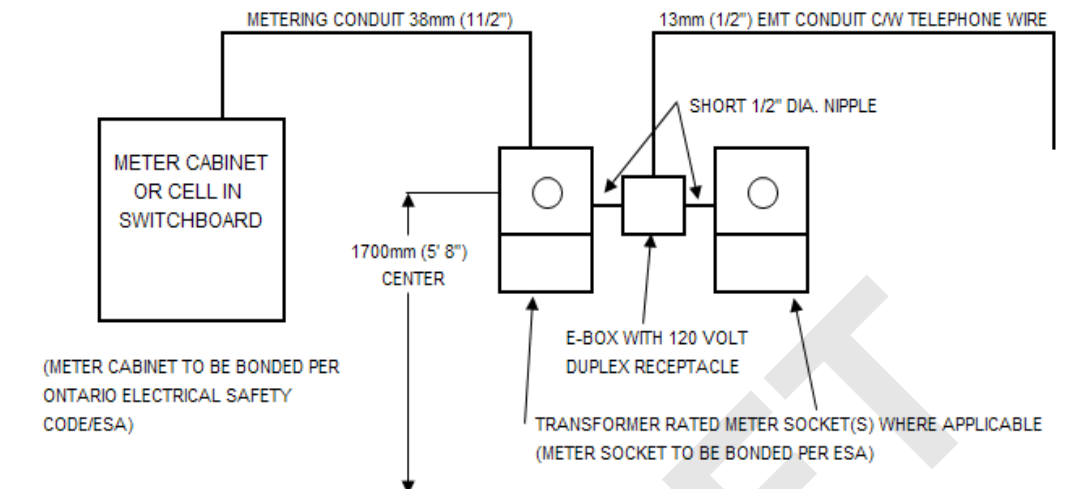 METERING CONDUIT 38mm (11/2")
13mm (1/2") EMT CONDUIT C/W TELEPHONE WIRE
SHORT 1/2" DIA. NIPPLE
METER CABINET
OR CELL IN
SWITCHBOARD
1700mm (5' 8")
CENTER
E-BOX WITH 120 VOLT
DUPLEX RECEPTACLE
(METER CABINET TO BE BONDED PER
ONTARIO ELECTRICAL SAFETY
CODE/ESA)
TRANSFORMER RATED METER SOCKET(S) WHERE APPLICABLE
(METER SOCKET TO BE BONDED PER ESA)